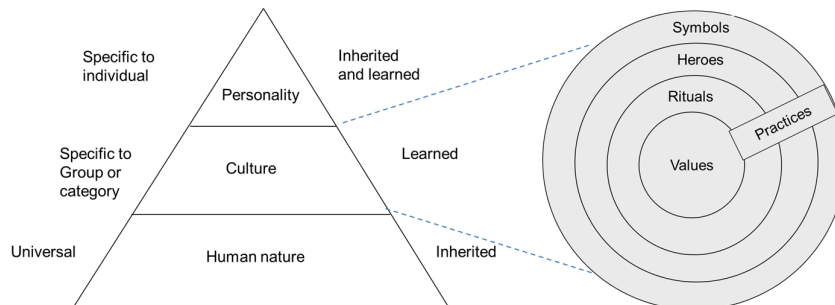 Specific to
individual
Personality
Inherited
and learned
Specific to
Group or
category
Culture
Learned
Universal
Human nature
Inherited
Symbols
Heroes
Rituals
Practices
Values